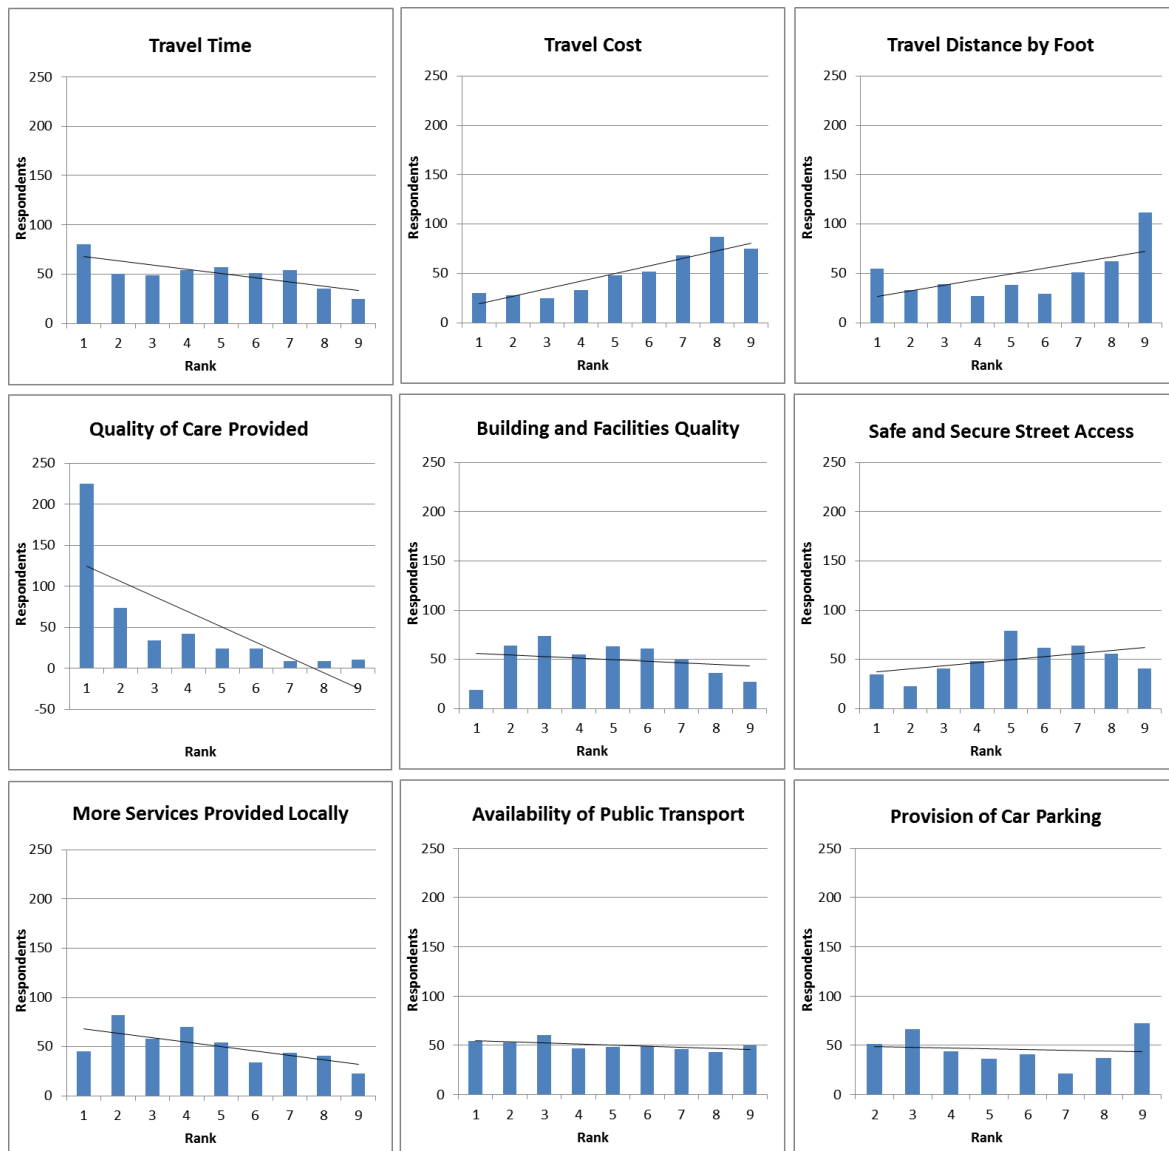 Travel Time
250
200
150
100
50
0
Respondents
1 2 3 4 5 6 7 8 9
Rank
Travel Cost
250
200
150
100
50
0
Respondents
1 2 3 4 5 6 7 8 9
Rank
Travel Distance by Foot
250
200
150
100
50
0
Respondents
1 2 3 4 5 6 7 8 9
Rank
Quality of Care Provided
250
200
150
100
50
0
-50
Respondents
1 2 3 4 5 6 7 8 9
Rank
Building and Facilities Quality
250
200
150
100
50
0
Respondents
1 2 3 4 5 6 7 8 9
Rank
Safe and Secure Street Access
250
200
150
100
50
0
Respondents
1 2 3 4 5 6 7 8 9
Rank
More Services Provided Locally
250
200
150
100
50
0
Respondents
1 2 3 4 5 6 7 8 9
Rank
Availability of Public Transport
250
200
150
100
50
0
Respondents
1 2 3 4 5 6 7 8 9
Rank
Provision of Car Parking
250
200
150
100
50
0
Respondents
2 3 4 5 6 7 8 9
Rank